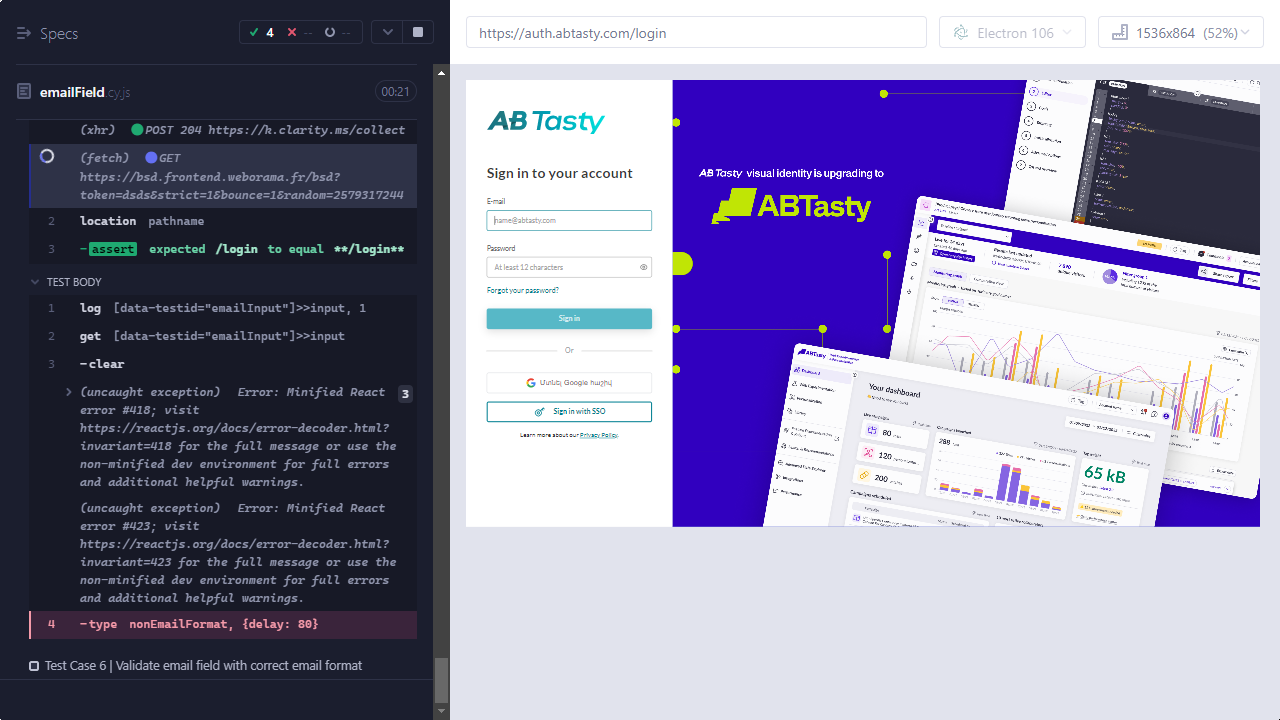 Specs
4
--
--
https://auth.abtasty.com/login
Electron 106
1536x864 (52%)
emailField.cy.js
00:21
(xhr) POST 204 https://h.clarity.ms/collect
(fetch) GET
https://bsd.frontend.weborama.fr/bsd?
token=dsd&strict=1&bounce=1&random=2579317244
2 location pathname
3 -assert expected /login to equal **/login**
TEST BODY
1 log [data-testid="emailInput"]>>input, 1
2 get [data-testid="emailInput"]>>input
3 -clear
(uncaught exception) Error: Minified React 3
error #418; visit
https://reactjs.org/docs/error-decoder.html?
invariant=418 for the full message or use the
non-minified dev environment for full errors
and additional helpful warnings.
(uncaught exception) Error: Minified React
error #423; visit
https://reactjs.org/docs/error-decoder.html?
invariant=423 for the full message or use the
non-minified dev environment for full errors
and additional helpful warnings.
4 -type nonEmailFormat, {delay: 80}
Test Case 6 | Validate email field with correct email format
AB Tasty
Sign in to your account
E-mail
name@abtasty.com
Password
At least 12 characters
Forgot your password?
Sign in
Or
Մտնել Google հաշիվ
Sign in with SSO
Learn more about our Privacy Policy.
AB Tasty visual identity is upgrading to
ABTasty
ABTasty
Your dashboard
80
120
200
288
65 kB